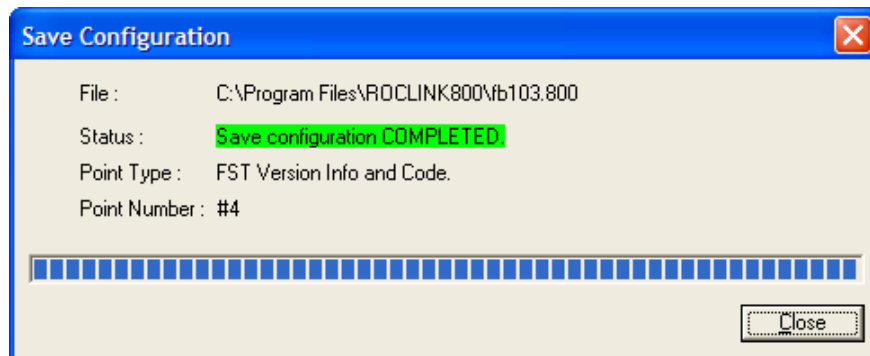 Save Configuration
File : C:\Program Files\ROCLINK800\fb103.800
Status : Save configuration COMPLETED.
Point Type : FST Version Info and Code.
Point Number : #4
Close